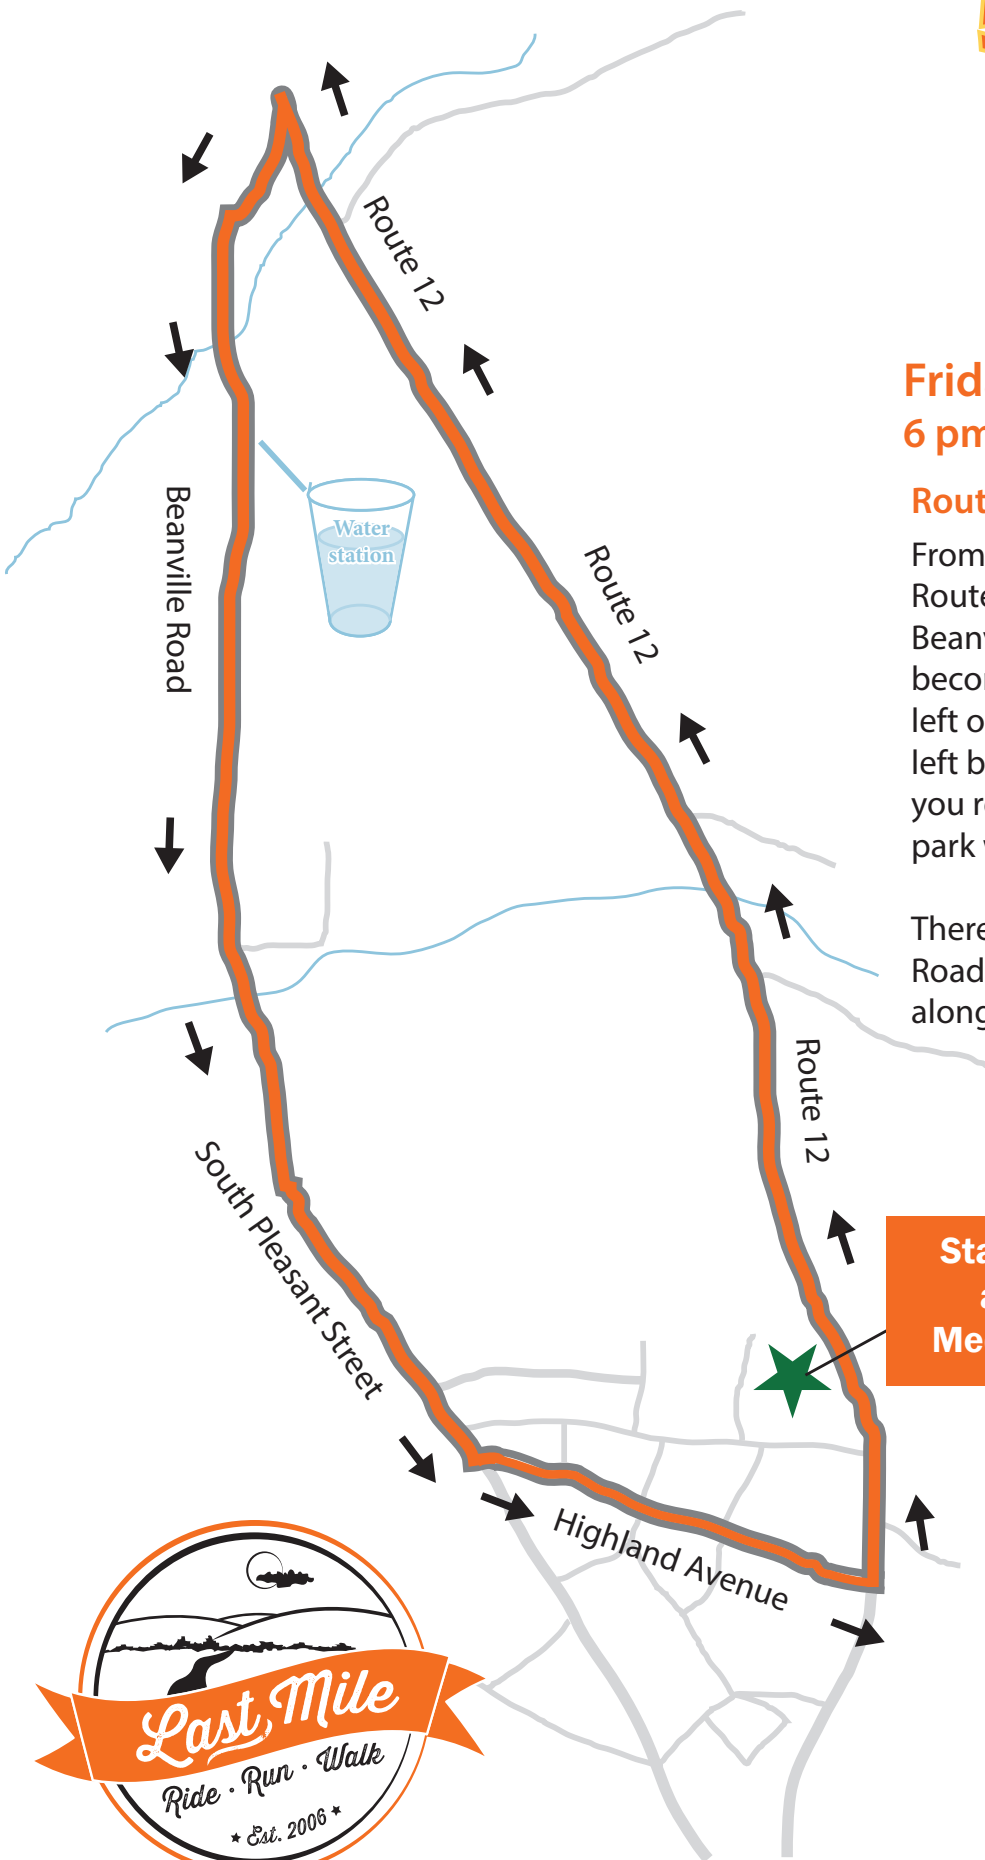 Route 12
Frid
6 pm
Rout
From
Route
Beanv
becor
left o
left b
you r
park
There
Road
along
Water
station
Beanville Road
Route 12
Route 12
South Pleasant Street
Sta
a
Me
Highland Avenue
Last Mile
Ride · Run · Walk
★ Est. 2006 ★